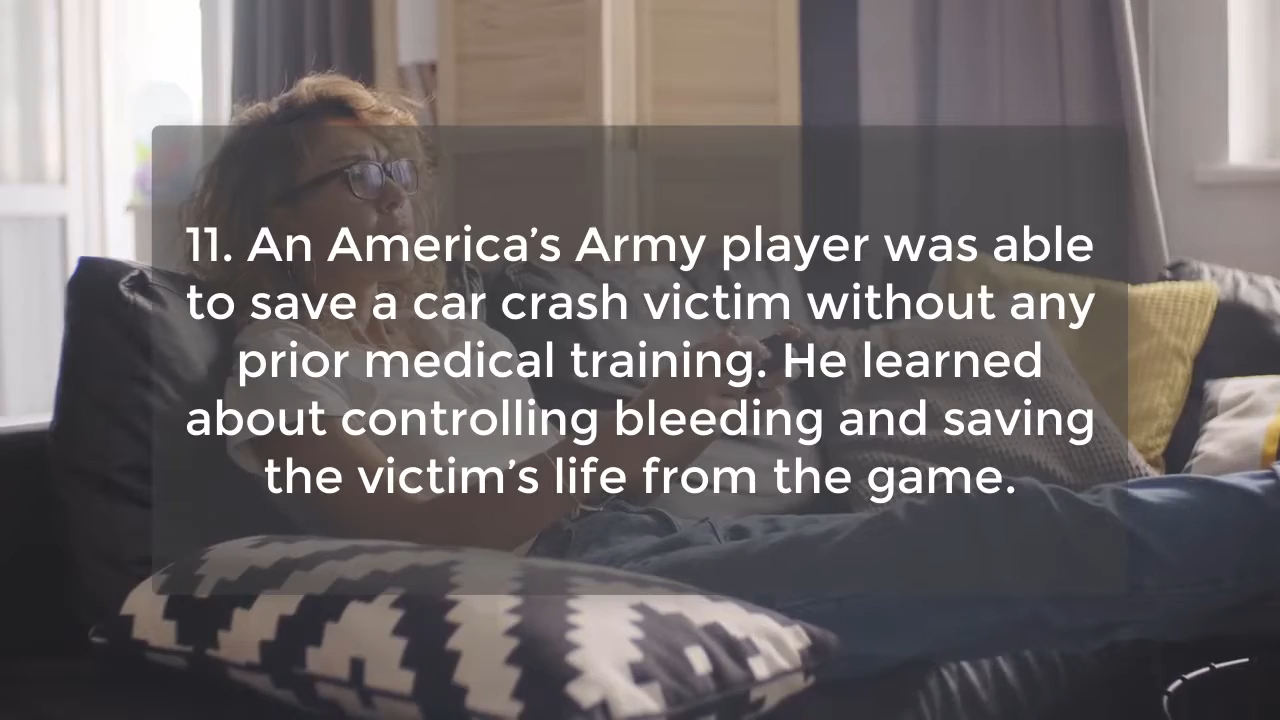 11. An America’s Army player was able
to save a car crash victim without any
prior medical training. He learned
about controlling bleeding and saving
the victim’s life from the game.